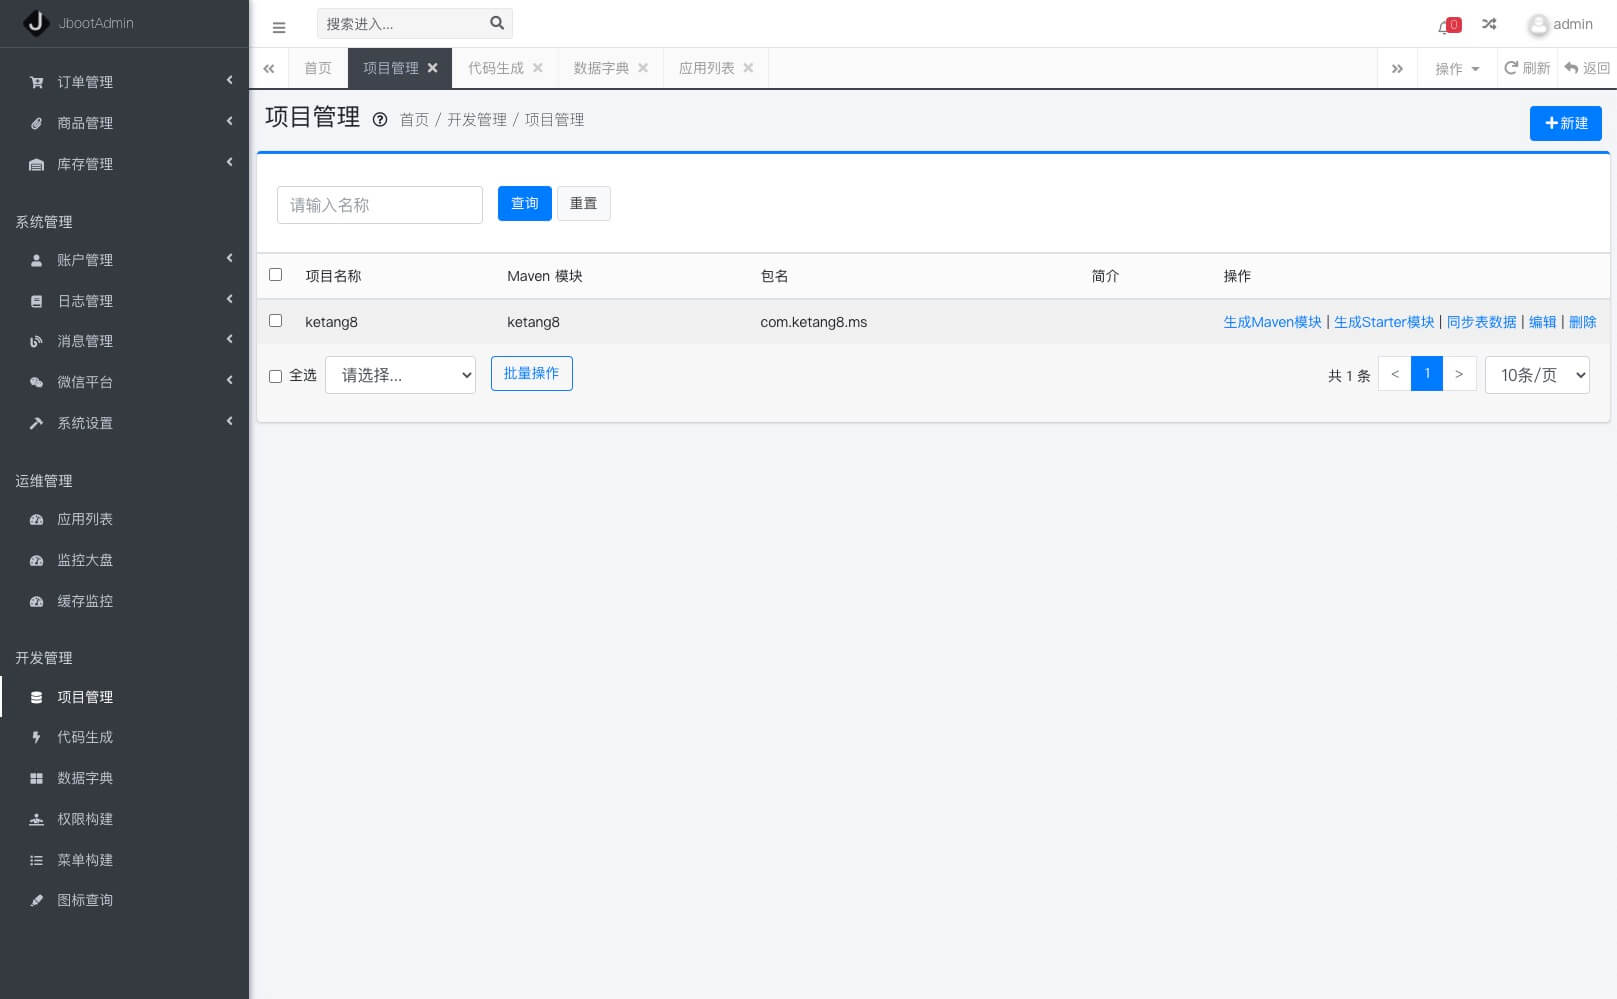 JbootAdmin
搜索进入...
0
admin
首页
项目管理
代码生成
数据字典
应用列表
操作
刷新
返回
订单管理
商品管理
库存管理
系统管理
账户管理
日志管理
消息管理
微信平台
系统设置
运维管理
应用列表
监控大盘
缓存监控
开发管理
项目管理
代码生成
数据字典
权限构建
菜单构建
图标查询
项目管理 首页 / 开发管理 / 项目管理
新建
请输入名称 查询 重置
项目名称 Maven 模块 包名 简介 操作
ketang8 ketang8 com.ketang8.ms 生成Maven模块 | 生成Starter模块 | 同步表数据 | 编辑 | 删除
全选 请选择... 批量操作 共 1 条 < 1 > 10条/页